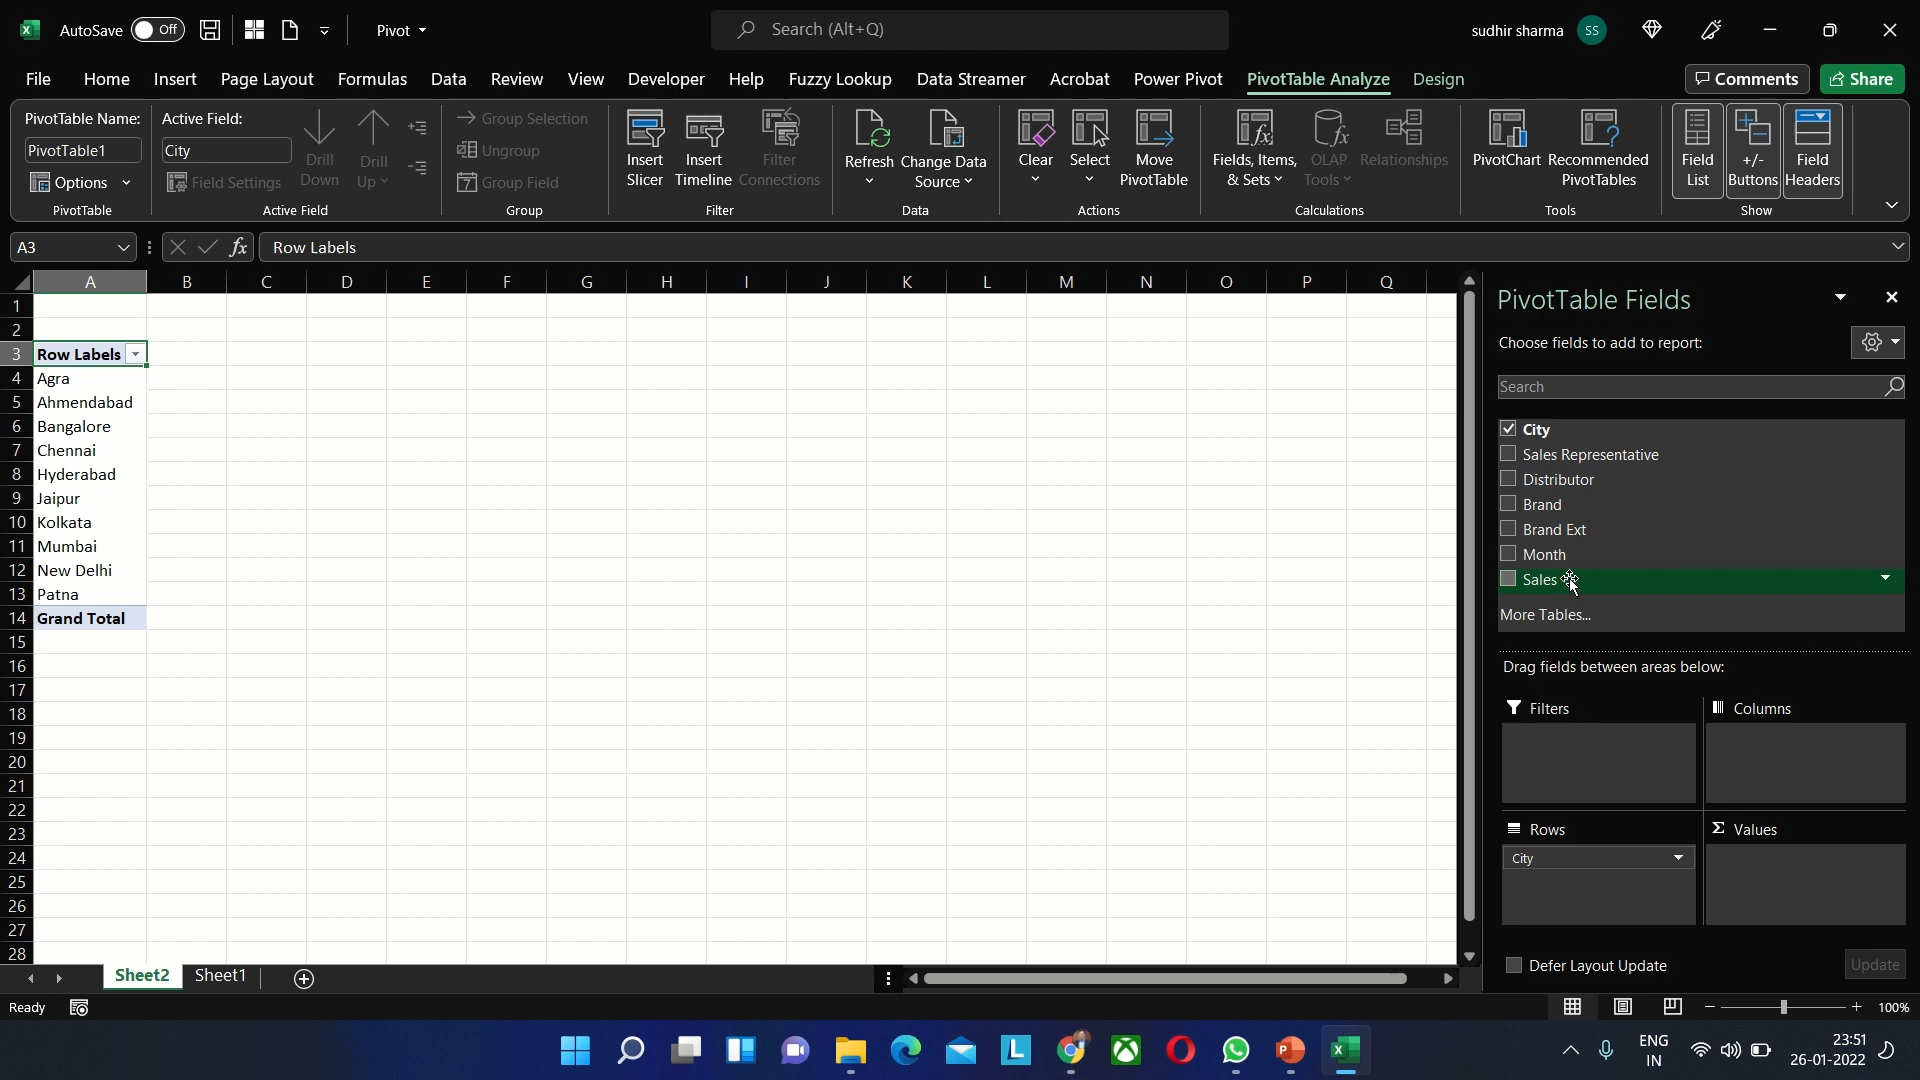 AutoSave Off Pivot Search (Alt+Q) sudhir sharma SS
File Home Insert Page Layout Formulas Data Review View Developer Help Fuzzy Lookup Data Streamer Acrobat Power Pivot PivotTable Analyze Design Comments Share
PivotTable Name:
PivotTable1
Options
PivotTable
Active Field:
City
Field Settings
Drill Down
Drill Up
Active Field
Group Selection
Ungroup
Group Field
Group
Insert Slicer
Insert Timeline
Filter Connections
Filter
Refresh
Change Data Source
Data
Clear
Select
Move PivotTable
Actions
Fields, Items, & Sets
OLAP Tools
Relationships
Calculations
PivotChart
Recommended PivotTables
Tools
Field List
+/- Buttons
Field Headers
Show
A3 fx Row Labels
A B C D E F G H I J K L M N O P Q
1
2
3 Row Labels
4 Agra
5 Ahmendabad
6 Bangalore
7 Chennai
8 Hyderabad
9 Jaipur
10 Kolkata
11 Mumbai
12 New Delhi
13 Patna
14 Grand Total
15
16
17
18
19
20
21
22
23
24
25
26
27
28
PivotTable Fields
Choose fields to add to report:
Search
City
Sales Representative
Distributor
Brand
Brand Ext
Month
Sales
More Tables...
Drag fields between areas below:
Filters
Columns
Rows
City
Values
Defer Layout Update
Update
Sheet2 Sheet1
Ready 100%
ENG
IN
23:51
26-01-2022